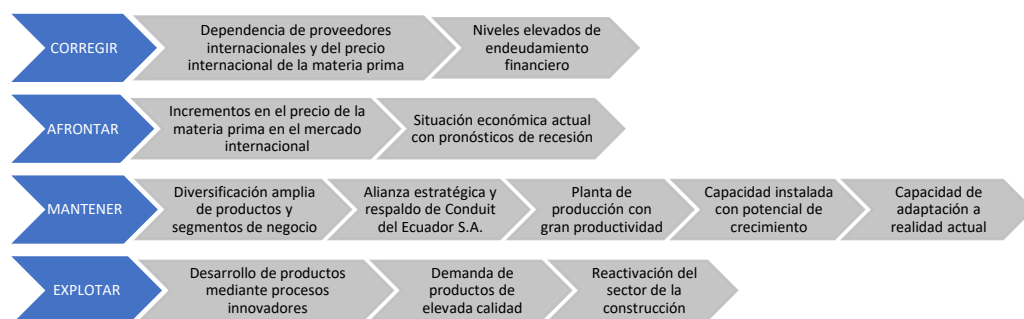 CORREGIR
Dependencia de proveedores
internacionales y del precio
internacional de la materia prima
Niveles elevados de
endeudamiento
financiero
AFRONTAR
Incrementos en el precio de la
materia prima en el mercado
internacional
Situación económica actual
con pronósticos de recesión
MANTENER
Diversificación amplia
de productos y
segmentos de negocio
Alianza estratégica y
respaldo de Conduit
del Ecuador S.A.
Planta de
producción con
gran productividad
Capacidad instalada
con potencial de
crecimiento
Capacidad de
adaptación a
realidad actual
EXPLOTAR
Desarrollo de productos
mediante procesos
innovadores
Demanda de
productos de
elevada calidad
Reactivación del
sector de la
construcción